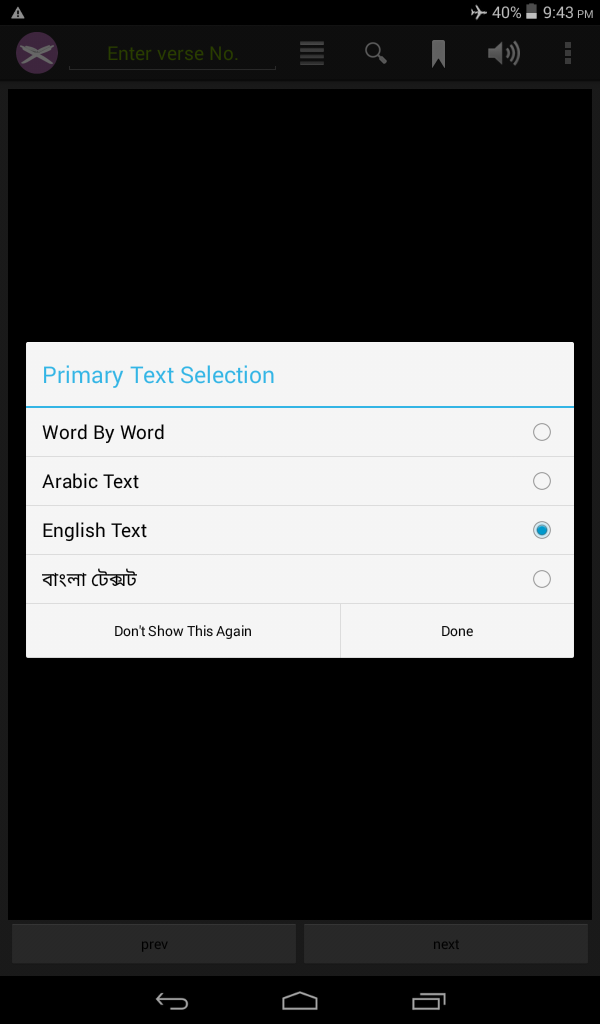 40% 9:43 PM
Enter verse No.
Primary Text Selection
Word By Word
Arabic Text
English Text
বাংলা টেক্সট
Don't Show This Again Done
prev next